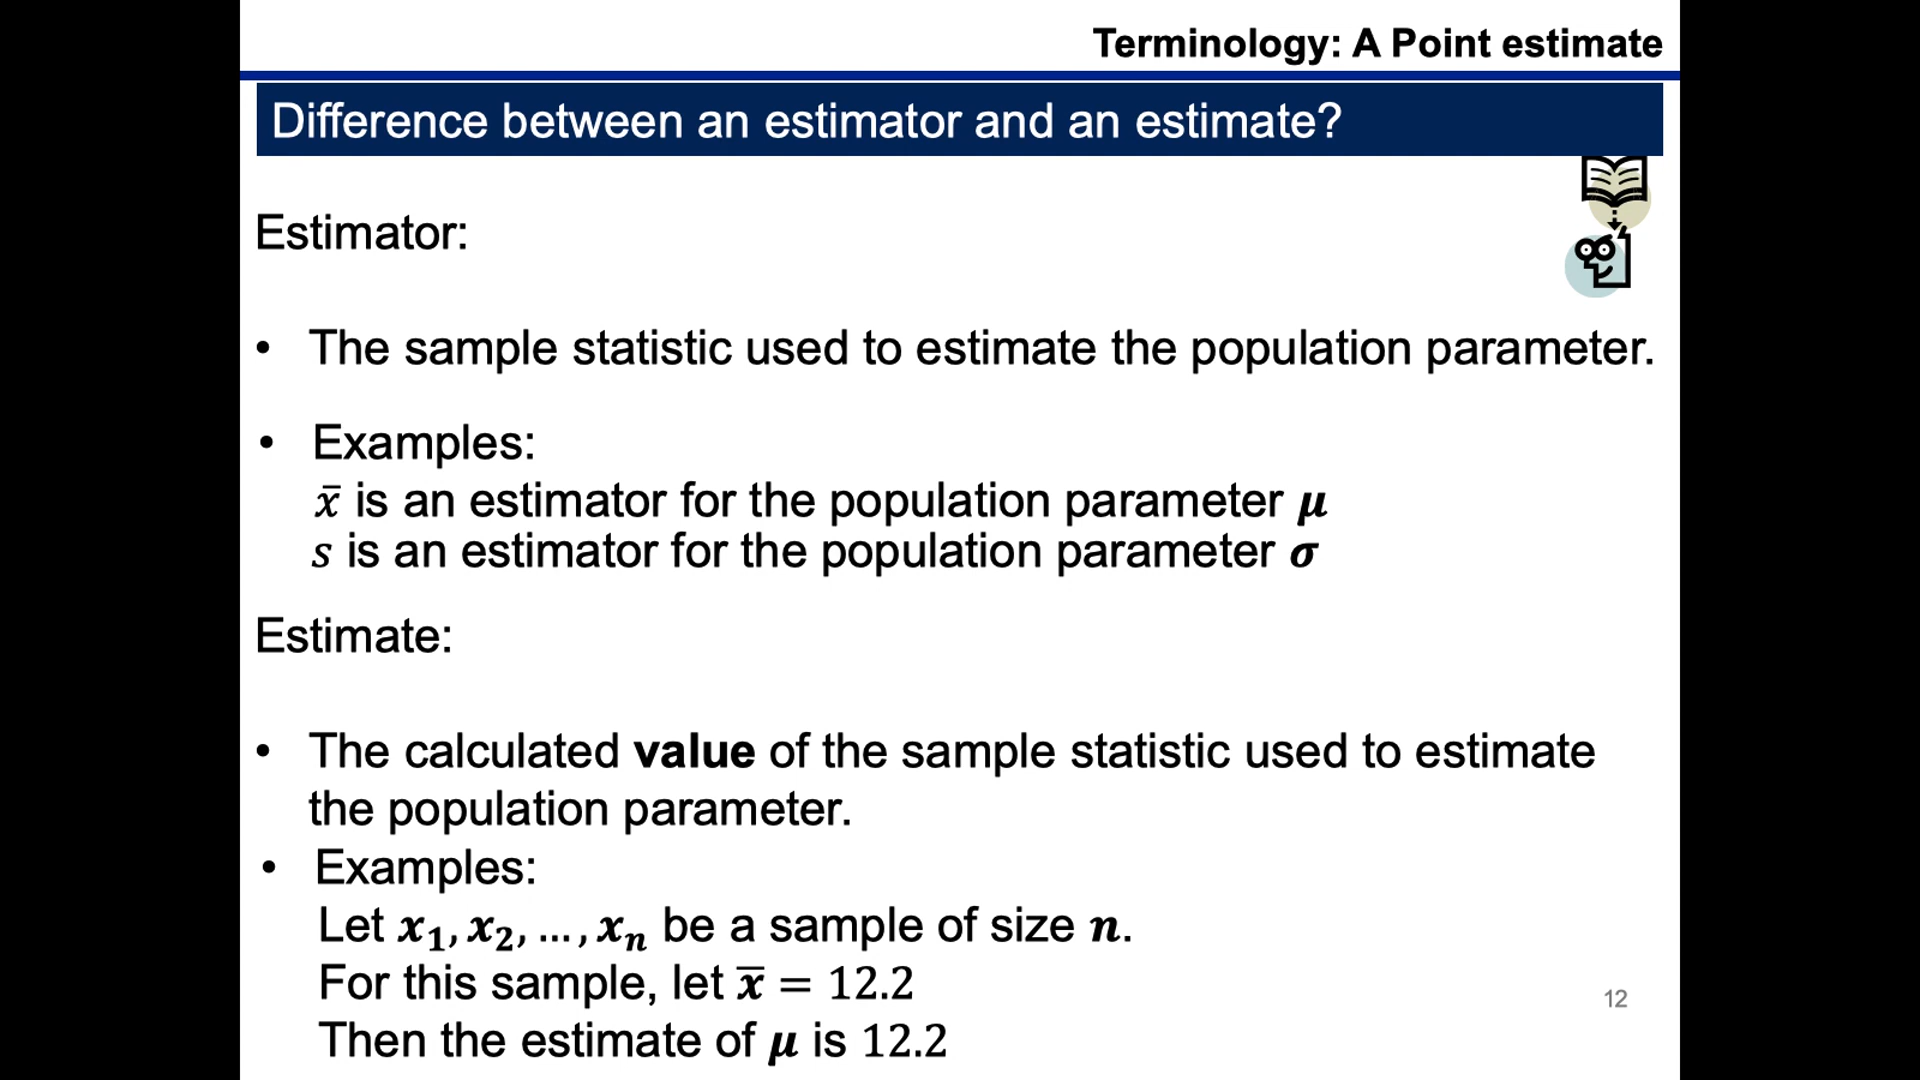 Terminology: A Point estimate
Difference between an estimator and an estimate?
Estimator:
• The sample statistic used to estimate the population parameter.
• Examples:
x̄ is an estimator for the population parameter μ
s is an estimator for the population parameter σ
Estimate:
• The calculated value of the sample statistic used to estimate
the population parameter.
• Examples:
Let x₁, x₂, … , xₙ be a sample of size n.
For this sample, let x̄ = 12.2
Then the estimate of μ is 12.2
12